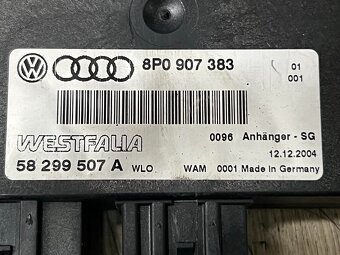 8P0 907 383 01
001
WESTFALIA 0096 Anhänger - SG
12.12.2004
58 299 507 A WLO WAM 0001 Made in Germany